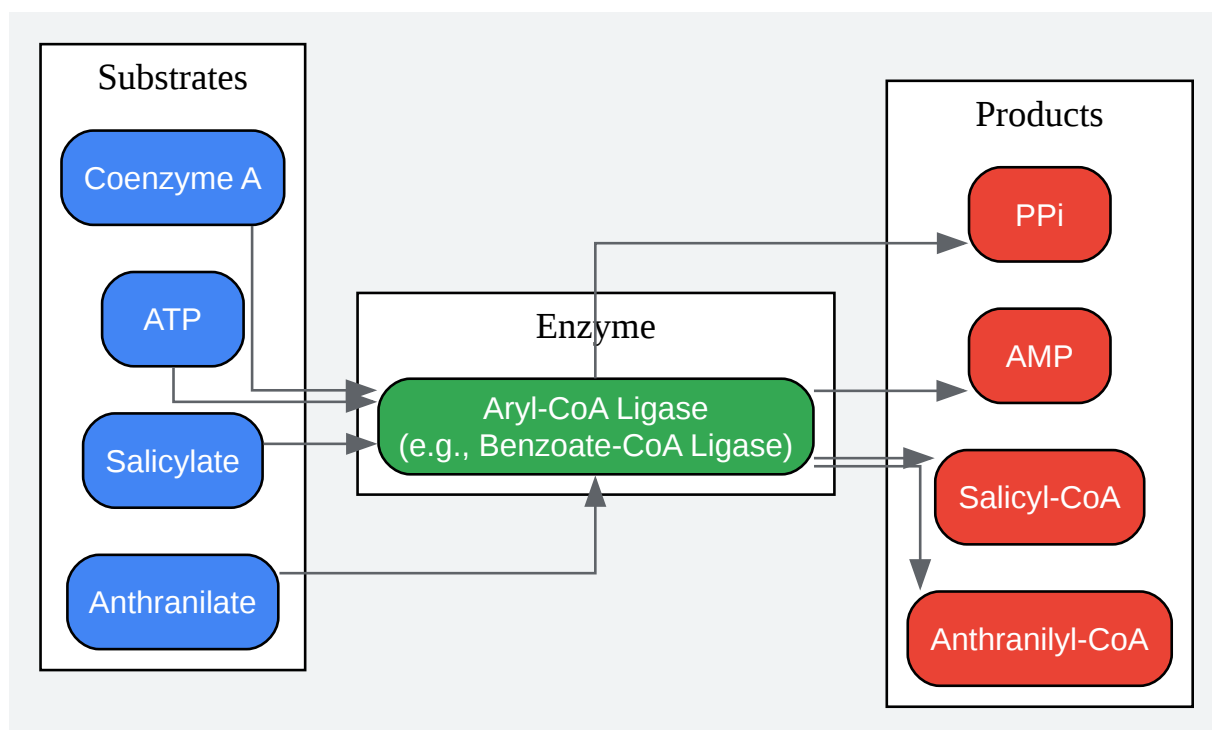 Substrates
Coenzyme A
ATP
Salicylate
Anthranilate
Enzyme
Aryl-CoA Ligase
(e.g., Benzoate-CoA Ligase)
Products
PPi
AMP
Salicyl-CoA
Anthranilyl-CoA